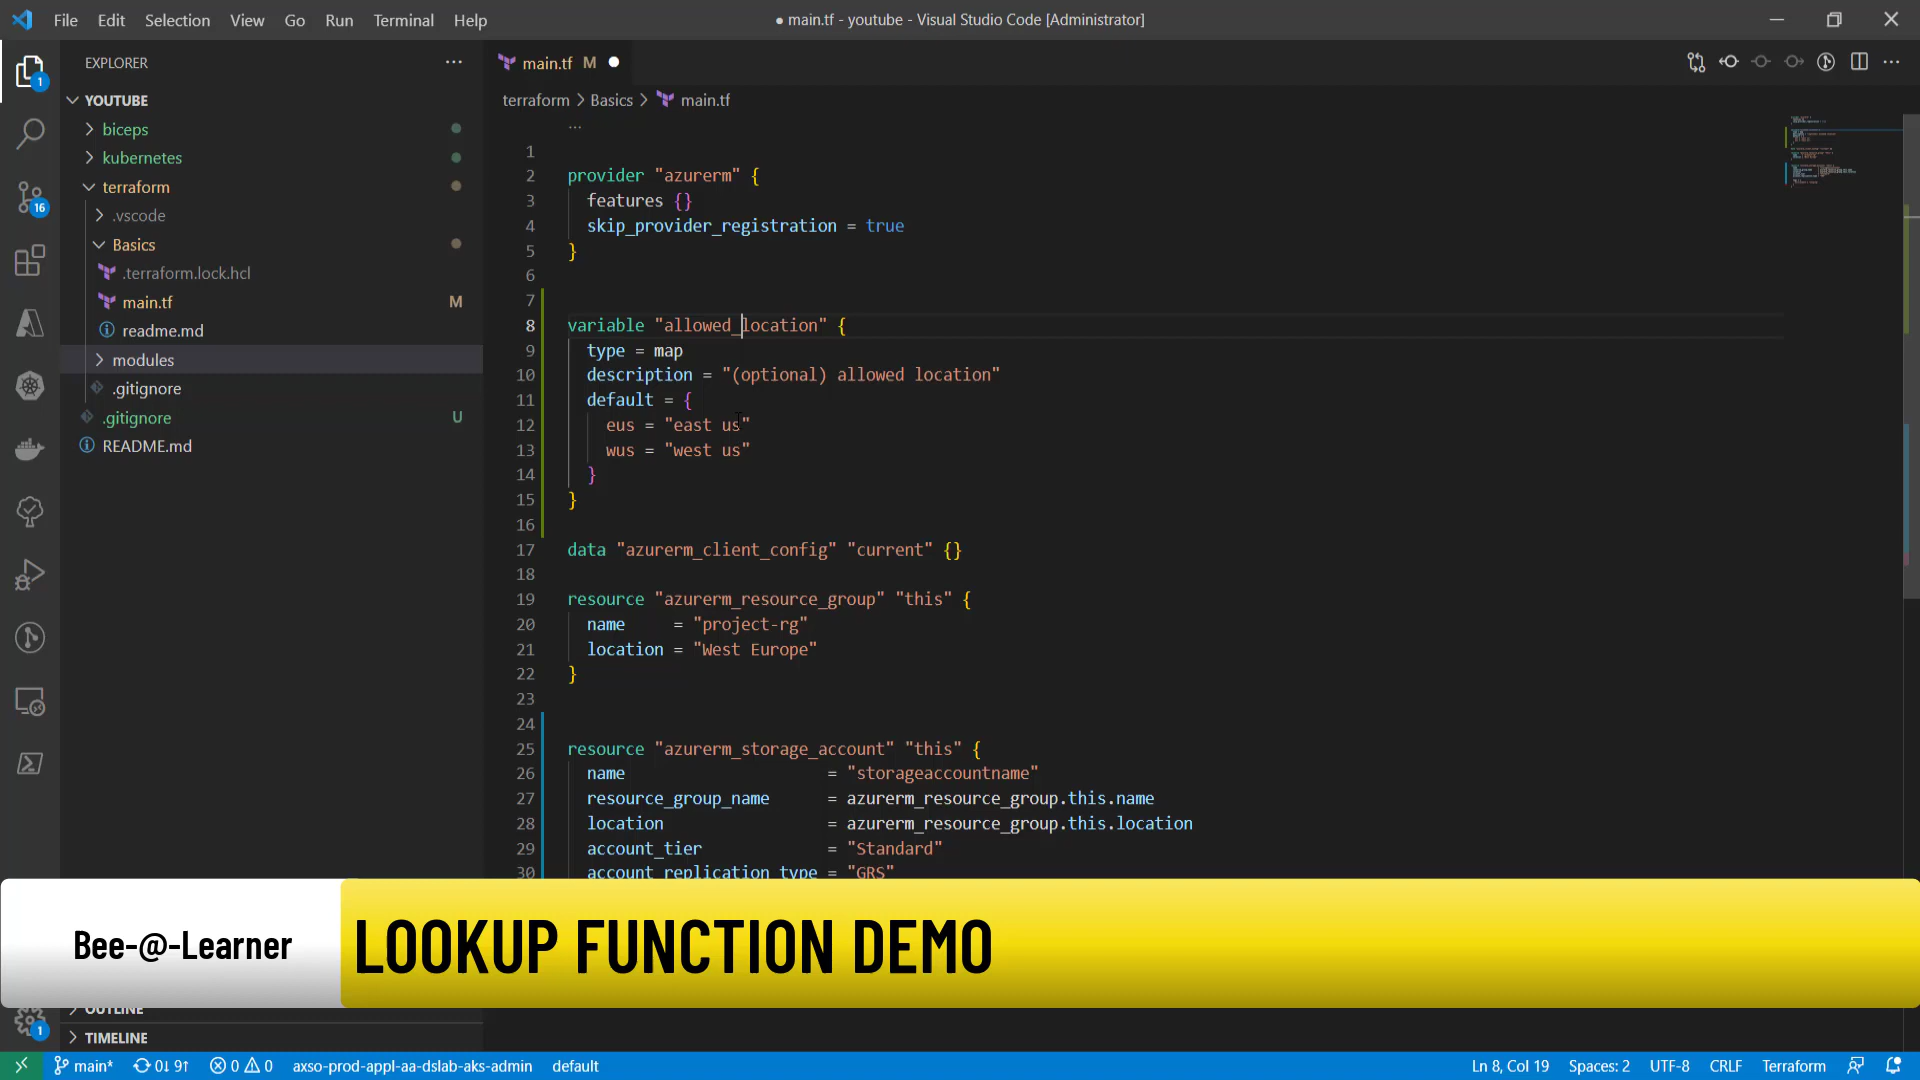 File Edit Selection View Go Run Terminal Help
● main.tf - youtube - Visual Studio Code [Administrator]
EXPLORER ···
main.tf M
YOUTUBE
terraform > Basics > main.tf
biceps
kubernetes
terraform
.vscode
Basics
.terraform.lock.hcl
main.tf M
readme.md
modules
.gitignore
.gitignore U
README.md
1
16
...
1
2 provider "azurerm" {
3 features {}
4 skip_provider_registration = true
5 }
6
7
8 variable "allowed_location" {
9 type = map
10 description = "(optional) allowed location"
11 default = {
12 eus = "east us"
13 wus = "west us"
14 }
15 }
16
17 data "azurerm_client_config" "current" {}
18
19 resource "azurerm_resource_group" "this" {
20 name = "project-rg"
21 location = "West Europe"
22 }
23
24
25 resource "azurerm_storage_account" "this" {
26 name = "storageaccountname"
27 resource_group_name = azurerm_resource_group.this.name
28 location = azurerm_resource_group.this.location
29 account_tier = "Standard"
30 account_replication_type = "GRS"
Bee-@-Learner
LOOKUP FUNCTION DEMO
OUTLINE
1
TIMELINE
main* 0↓ 9↑ 0 0 axso-prod-appl-aa-dslab-aks-admin default
Ln 8, Col 19 Spaces: 2 UTF-8 CRLF Terraform